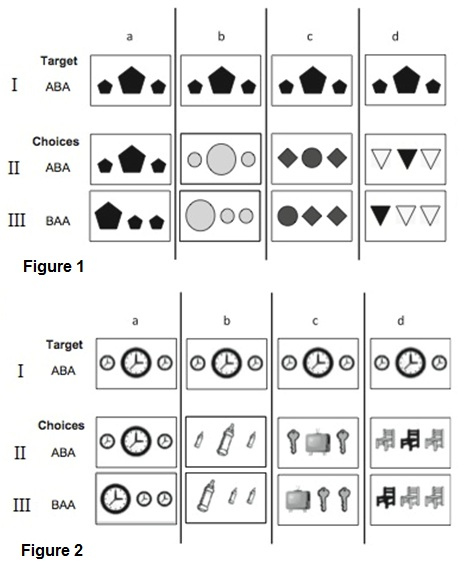 a b c d
Target
I ABA
Choices
II ABA
III BAA
Figure 1
a b c d
Target
I ABA
Choices
II ABA
III BAA
Figure 2